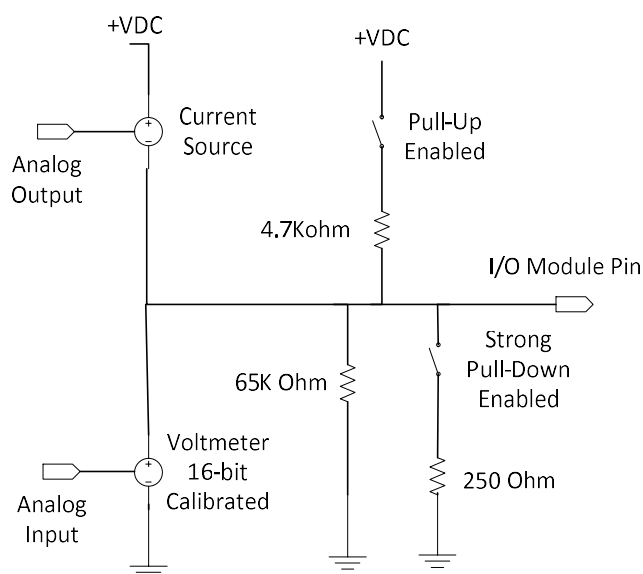 +VDC
+VDC
Current
Source
Pull-Up
Enabled
Analog
Output
4.7Kohm
I/O Module Pin
65K Ohm
Strong
Pull-Down
Enabled
Voltmeter
16-bit
Calibrated
Analog
Input
250 Ohm